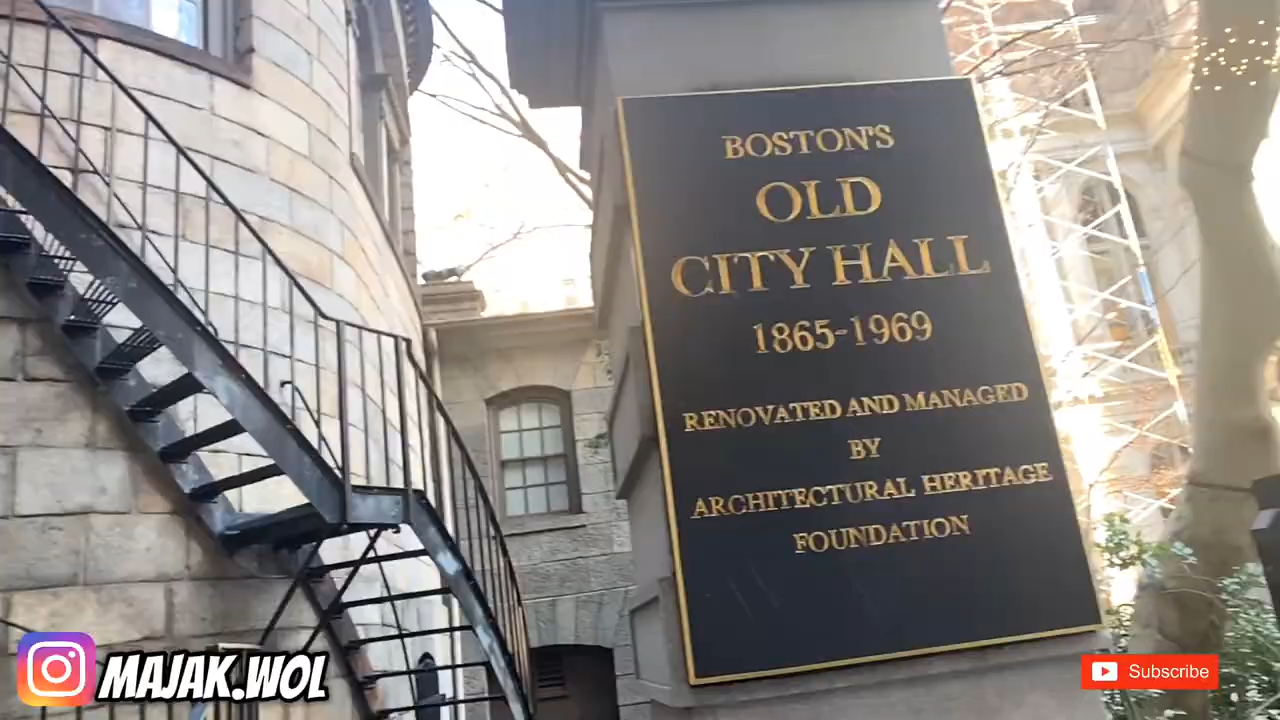 BOSTON'S
OLD
CITY HALL
1865-1969
RENOVATED AND MANAGED
BY
ARCHITECTURAL HERITAGE
FOUNDATION
MAJAK.WOL
Subscribe